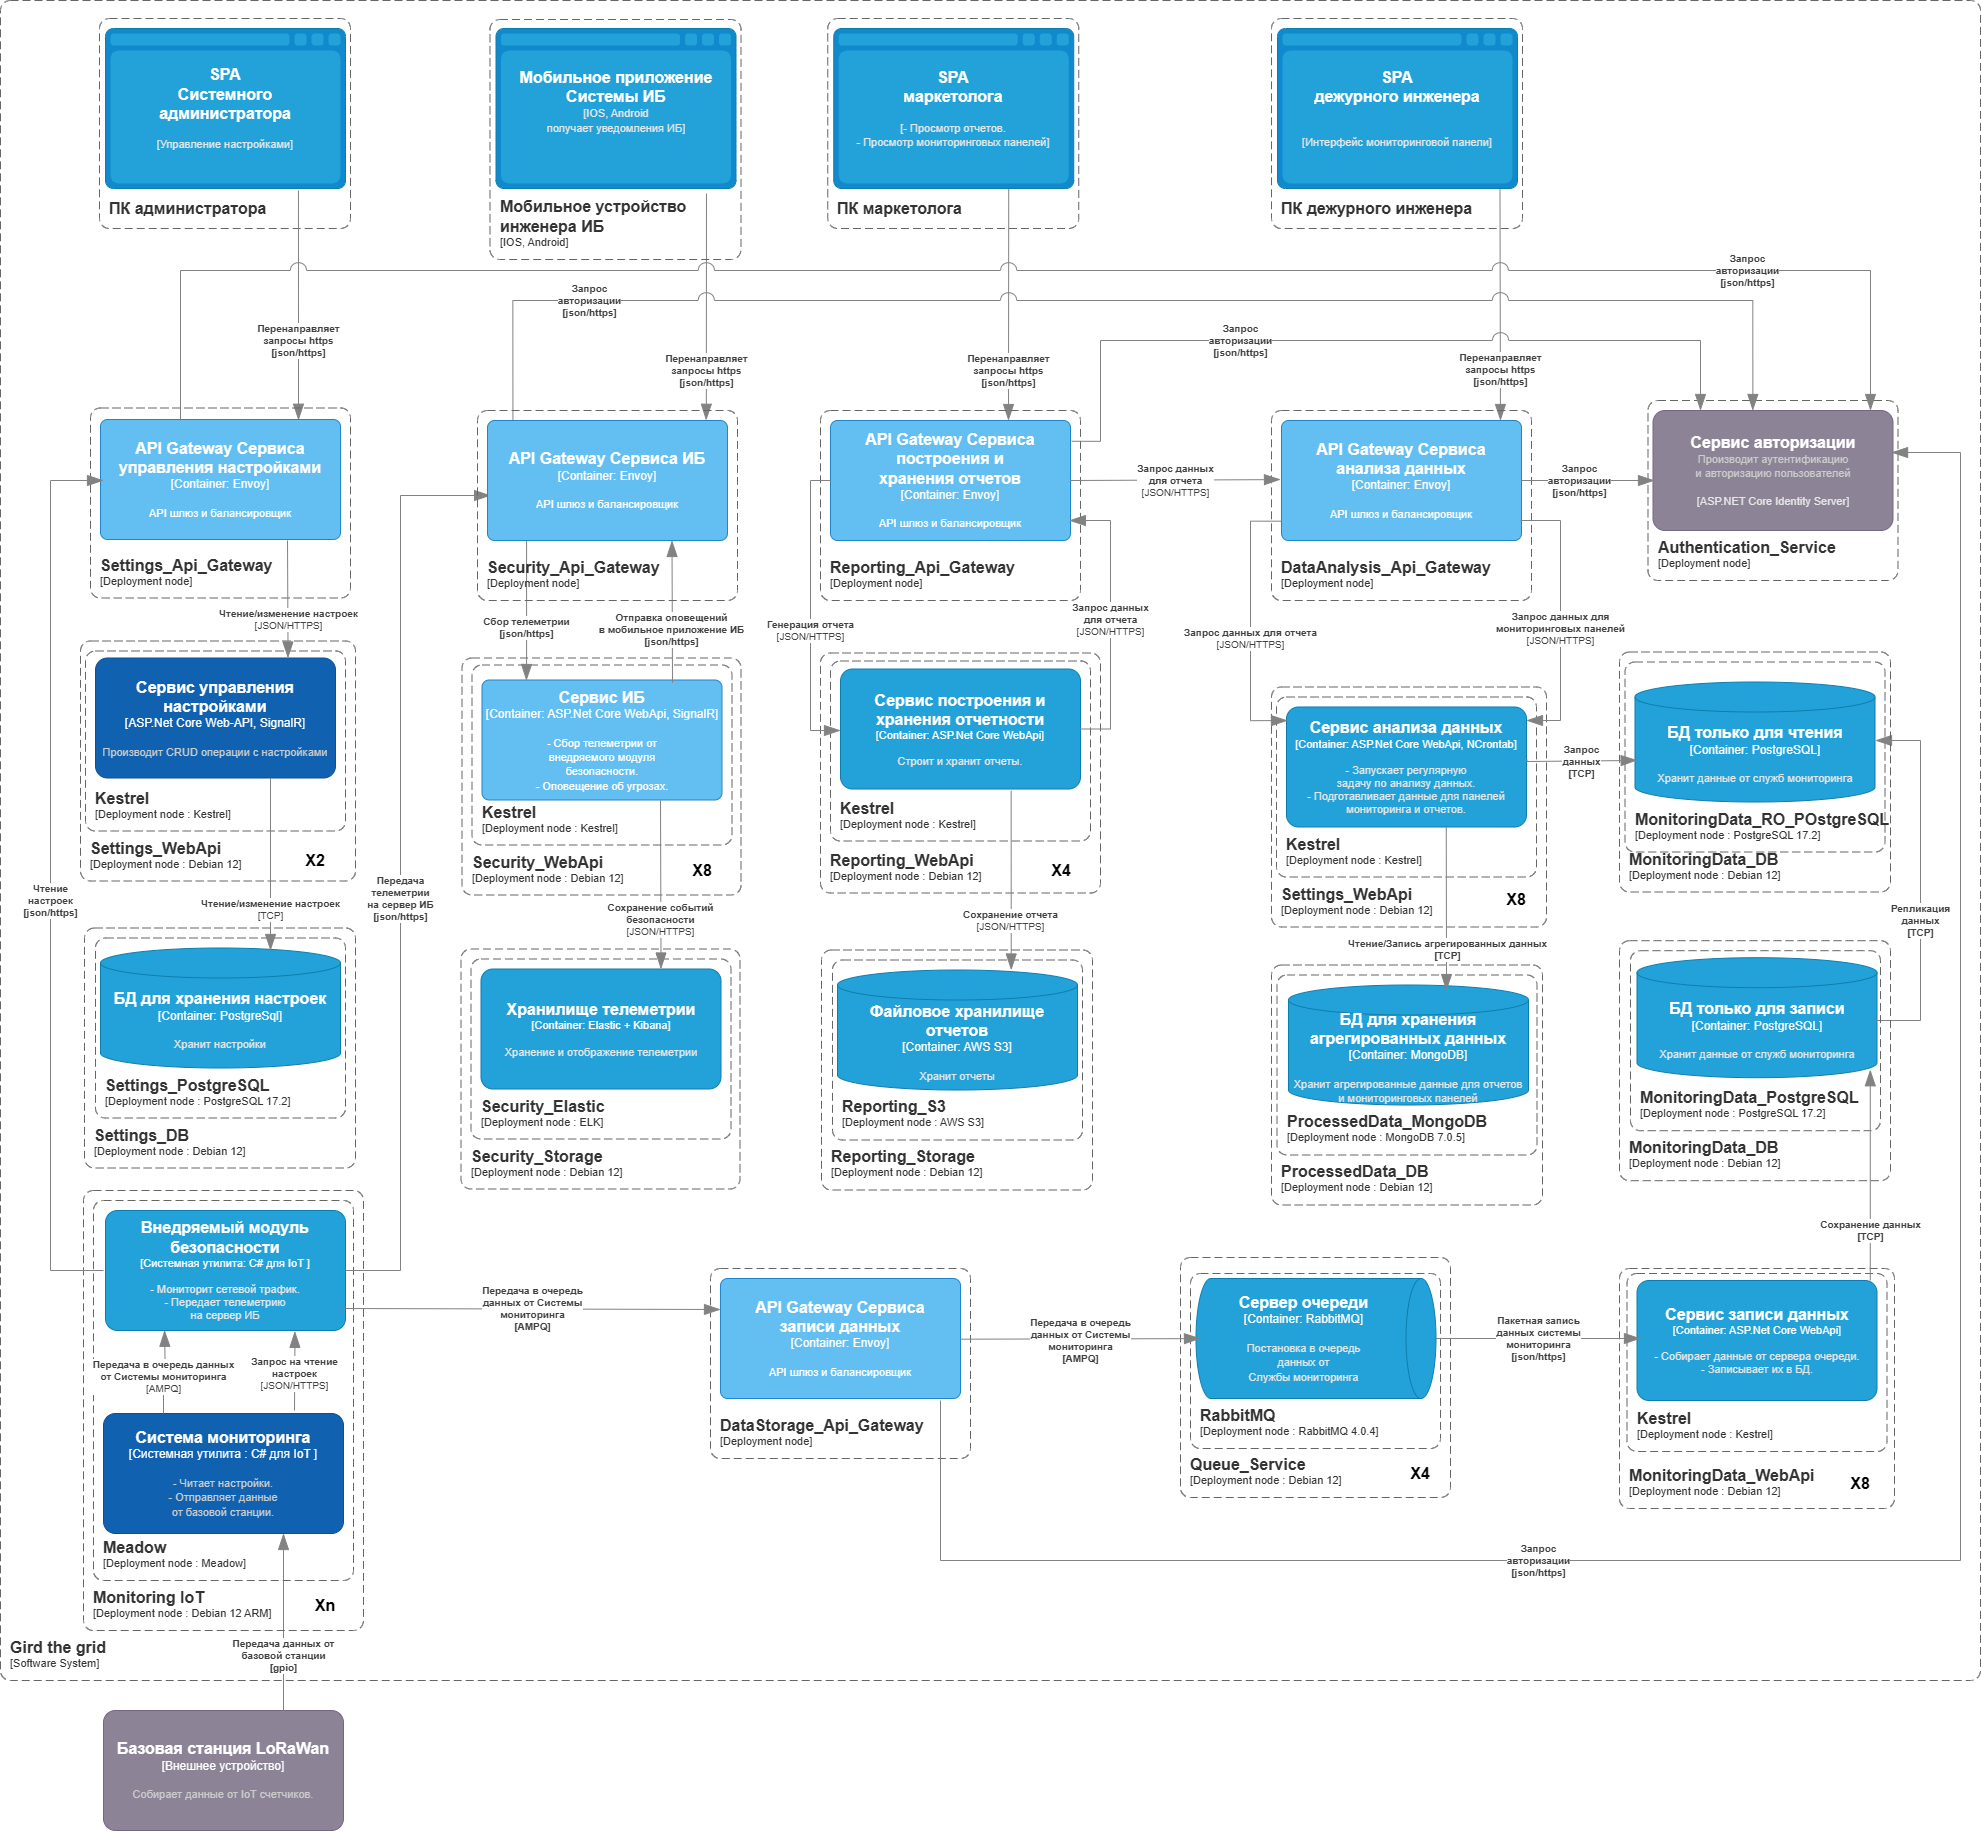 SPA
Системного
администратора
[Управление настройками]
ПК администратора
Мобильное приложение
Системы ИБ
[IOS, Android
получает уведомления ИБ]
Мобильное устройство
инженера ИБ
[IOS, Android]
SPA
маркетолога
[- Просмотр отчетов.
- Просмотр мониторинговых панелей]
ПК маркетолога
SPA
дежурного инженера
[Интерфейс мониторинговой панели]
ПК дежурного инженера
Запрос
авторизации
[json/https]
Запрос
авторизации
[json/https]
Запрос
авторизации
[json/https]
Перенаправляет
запросы https
[json/https]
Перенаправляет
запросы https
[json/https]
Перенаправляет
запросы https
[json/https]
Перенаправляет
запросы https
[json/https]
API Gateway Сервиса
управления настройками
[Container: Envoy]
API шлюз и балансировщик
Settings_Api_Gateway
[Deployment node]
API Gateway Сервиса ИБ
[Container: Envoy]
API шлюз и балансировщик
Security_Api_Gateway
[Deployment node]
API Gateway Сервиса
построения и
хранения отчетов
[Container: Envoy]
API шлюз и балансировщик
Reporting_Api_Gateway
[Deployment node]
Запрос данных
для отчета
[JSON/HTTPS]
API Gateway Сервиса
анализа данных
[Container: Envoy]
API шлюз и балансировщик
DataAnalysis_Api_Gateway
[Deployment node]
Запрос
авторизации
[json/https]
Сервис авторизации
Производит аутентификацию
и авторизацию пользователей
[ASP.NET Core Identity Server]
Authentication_Service
[Deployment node]
Чтение/изменение настроек
[JSON/HTTPS]
Сбор телеметрии
[json/https]
Отправка оповещений
в мобильное приложение ИБ
[json/https]
Генерация отчета
[JSON/HTTPS]
Запрос данных
для отчета
[JSON/HTTPS]
Запрос данных для отчета
[JSON/HTTPS]
Запрос данных для
мониторинговых панелей
[JSON/HTTPS]
Сервис управления
настройками
[ASP.Net Core Web-API, SignalR]
Производит CRUD операции с настройками
Kestrel
[Deployment node : Kestrel]
Settings_WebApi
[Deployment node : Debian 12]
X2
Сервис ИБ
[Container: ASP.Net Core WebApi, SignalR]
- Сбор телеметрии от
внедряемого модуля
безопасности.
- Оповещение об угрозах.
Kestrel
[Deployment node : Kestrel]
Security_WebApi
[Deployment node : Debian 12]
X8
Сервис построения и
хранения отчетности
[Container: ASP.Net Core WebApi]
Строит и хранит отчеты.
Kestrel
[Deployment node : Kestrel]
Reporting_WebApi
[Deployment node : Debian 12]
X4
Сервис анализа данных
[Container: ASP.Net Core WebApi, NCrontab]
- Запускает регулярную
задачу по анализу данных.
- Подготавливает данные для панелей
мониторинга и отчетов.
Kestrel
[Deployment node : Kestrel]
Settings_WebApi
[Deployment node : Debian 12]
X8
Запрос
данных
[TCP]
БД только для чтения
[Container: PostgreSQL]
Хранит данные от служб мониторинга
MonitoringData_RO_POstgreSQL
[Deployment node : PostgreSQL 17.2]
MonitoringData_DB
[Deployment node : Debian 12]
Чтение
настроек
[json/https]
Передача
телеметрии
на сервер ИБ
[json/https]
Чтение/изменение настроек
[TCP]
Сохранение событий
безопасности
[JSON/HTTPS]
Сохранение отчета
[JSON/HTTPS]
Чтение/Запись агрегированных данных
[TCP]
Репликация
данных
[TCP]
БД для хранения настроек
[Container: PostgreSql]
Хранит настройки
Settings_PostgreSQL
[Deployment node : PostgreSQL 17.2]
Settings_DB
[Deployment node : Debian 12]
Хранилище телеметрии
[Container: Elastic + Kibana]
Хранение и отображение телеметрии
Security_Elastic
[Deployment node : ELK]
Security_Storage
[Deployment node : Debian 12]
Файловое хранилище
отчетов
[Container: AWS S3]
Хранит отчеты
Reporting_S3
[Deployment node : AWS S3]
Reporting_Storage
[Deployment node : Debian 12]
БД для хранения
агрегированных данных
[Container: MongoDB]
Хранит агрегированные данные для отчетов
и мониторинговых панелей
ProcessedData_MongoDB
[Deployment node : MongoDB 7.0.5]
ProcessedData_DB
[Deployment node : Debian 12]
БД только для записи
[Container: PostgreSQL]
Хранит данные от служб мониторинга
MonitoringData_PostgreSQL
[Deployment node : PostgreSQL 17.2]
MonitoringData_DB
[Deployment node : Debian 12]
Сохранение данных
[TCP]
Внедряемый модуль
безопасности
[Системная утилита: C# для IoT ]
- Мониторит сетевой трафик.
- Передает телеметрию
на сервер ИБ
Передача в очередь данных
от Системы мониторинга
[AMPQ]
Запрос на чтение
настроек
[JSON/HTTPS]
Система мониторинга
[Системная утилита : C# для IoT ]
- Читает настройки.
- Отправляет данные
от базовой станции.
Meadow
[Deployment node : Meadow]
Monitoring IoT
[Deployment node : Debian 12 ARM]
Xn
Передача в очередь
данных от Системы
мониторинга
[AMPQ]
API Gateway Сервиса
записи данных
[Container: Envoy]
API шлюз и балансировщик
DataStorage_Api_Gateway
[Deployment node]
Передача в очередь
данных от Системы
мониторинга
[AMPQ]
Сервер очереди
[Container: RabbitMQ]
Постановка в очередь
данных от
Службы мониторинга
RabbitMQ
[Deployment node : RabbitMQ 4.0.4]
Queue_Service
[Deployment node : Debian 12]
X4
Пакетная запись
данных системы
мониторинга
[json/https]
Сервис записи данных
[Container: ASP.Net Core WebApi]
- Собирает данные от сервера очереди.
- Записывает их в БД.
Kestrel
[Deployment node : Kestrel]
MonitoringData_WebApi
[Deployment node : Debian 12]
X8
Запрос
авторизации
[json/https]
Gird the grid
[Software System]
Передача данных от
базовой станции
[gpio]
Базовая станция LoRaWan
[Внешнее устройство]
Собирает данные от IoT счетчиков.